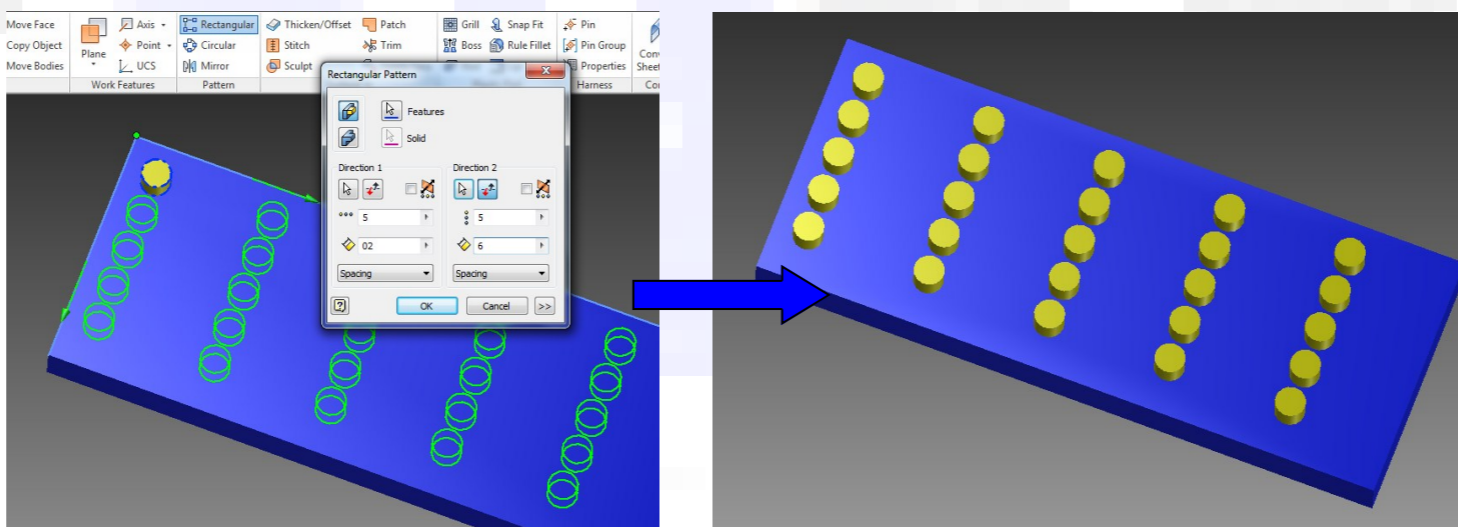 Move Face Axis Rectangular Thicken/Offset Patch Grill Snap Fit Pin
Copy Object Plane Point Circular Stitch Trim Boss Rule Fillet Pin Group
Move Bodies UCS Mirror Sculpt Properties
Work Features Pattern Harness
Rectangular Pattern
Features
Solid
Direction 1 Direction 2
5 5
02 6
Spacing Spacing
OK Cancel >>